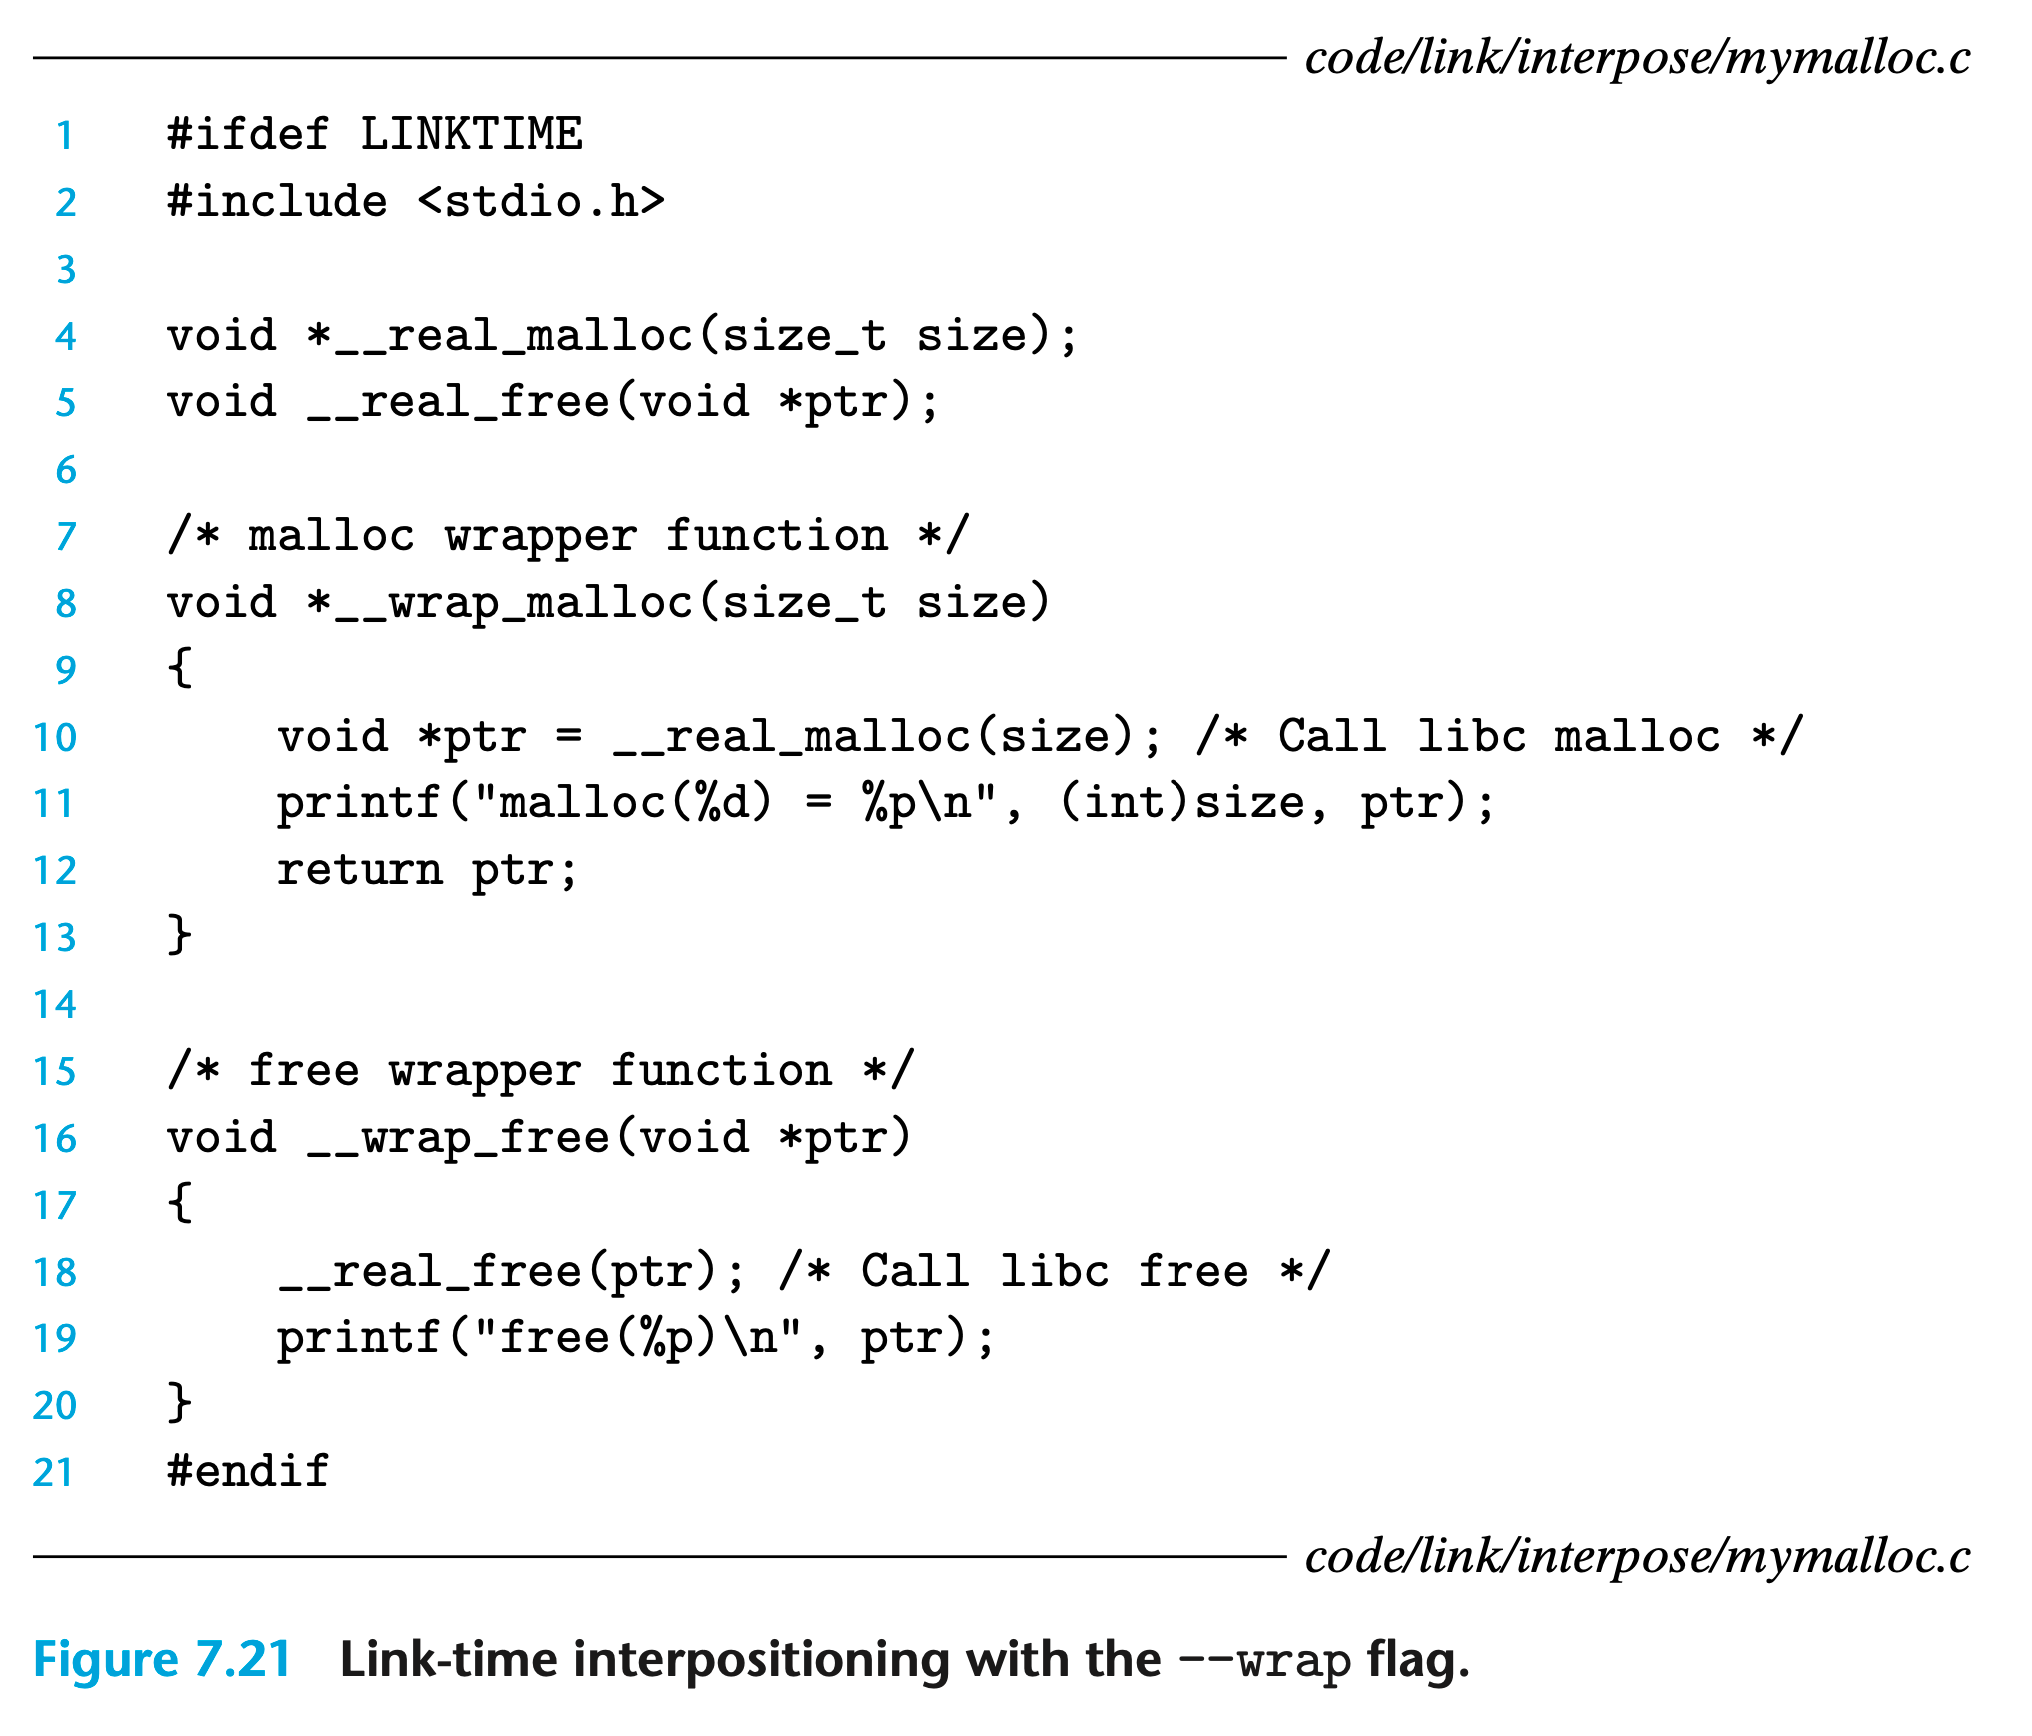 code/link/interpose/mymalloc.c
1 #ifdef LINKTIME
2 #include <stdio.h>
3
4 void *__real_malloc(size_t size);
5 void __real_free(void *ptr);
6
7 /* malloc wrapper function */
8 void *__wrap_malloc(size_t size)
9 {
10     void *ptr = __real_malloc(size); /* Call libc malloc */
11     printf("malloc(%d) = %p\n", (int)size, ptr);
12     return ptr;
13 }
14
15 /* free wrapper function */
16 void __wrap_free(void *ptr)
17 {
18     __real_free(ptr); /* Call libc free */
19     printf("free(%p)\n", ptr);
20 }
21 #endif
code/link/interpose/mymalloc.c
Figure 7.21 Link-time interpositioning with the --wrap flag.